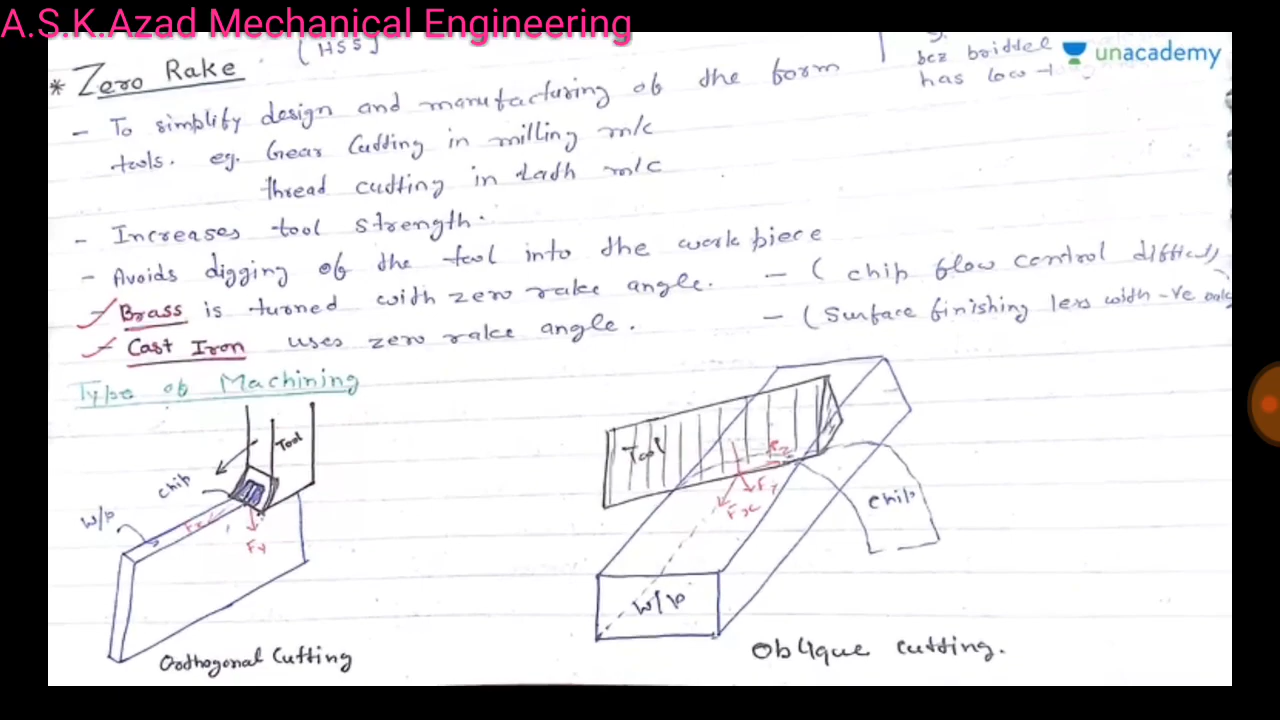 A.S.K.Azad Mechanical Engineering
(HSS)
bcz briddel
has low
unacademy
* Zero Rake
- To simplify design and manufacturing of the form
tools. eg. Gear Cutting in milling m/c
thread cutting in Lath m/c
- Increases tool strength.
- Avoids digging of the tool into the work piece
- Brass is turned with zero rake angle. - ( chip flow control difficult)
- Cast Iron uses zero rake angle. - (Surface finishing less with -ve only
Type of Machining
Tool
Chip
W/P
Fx
Fy
Oothogonal Cutting
Tool
Fz
Fy
Fx
Chip
W/P
Oblique cutting.